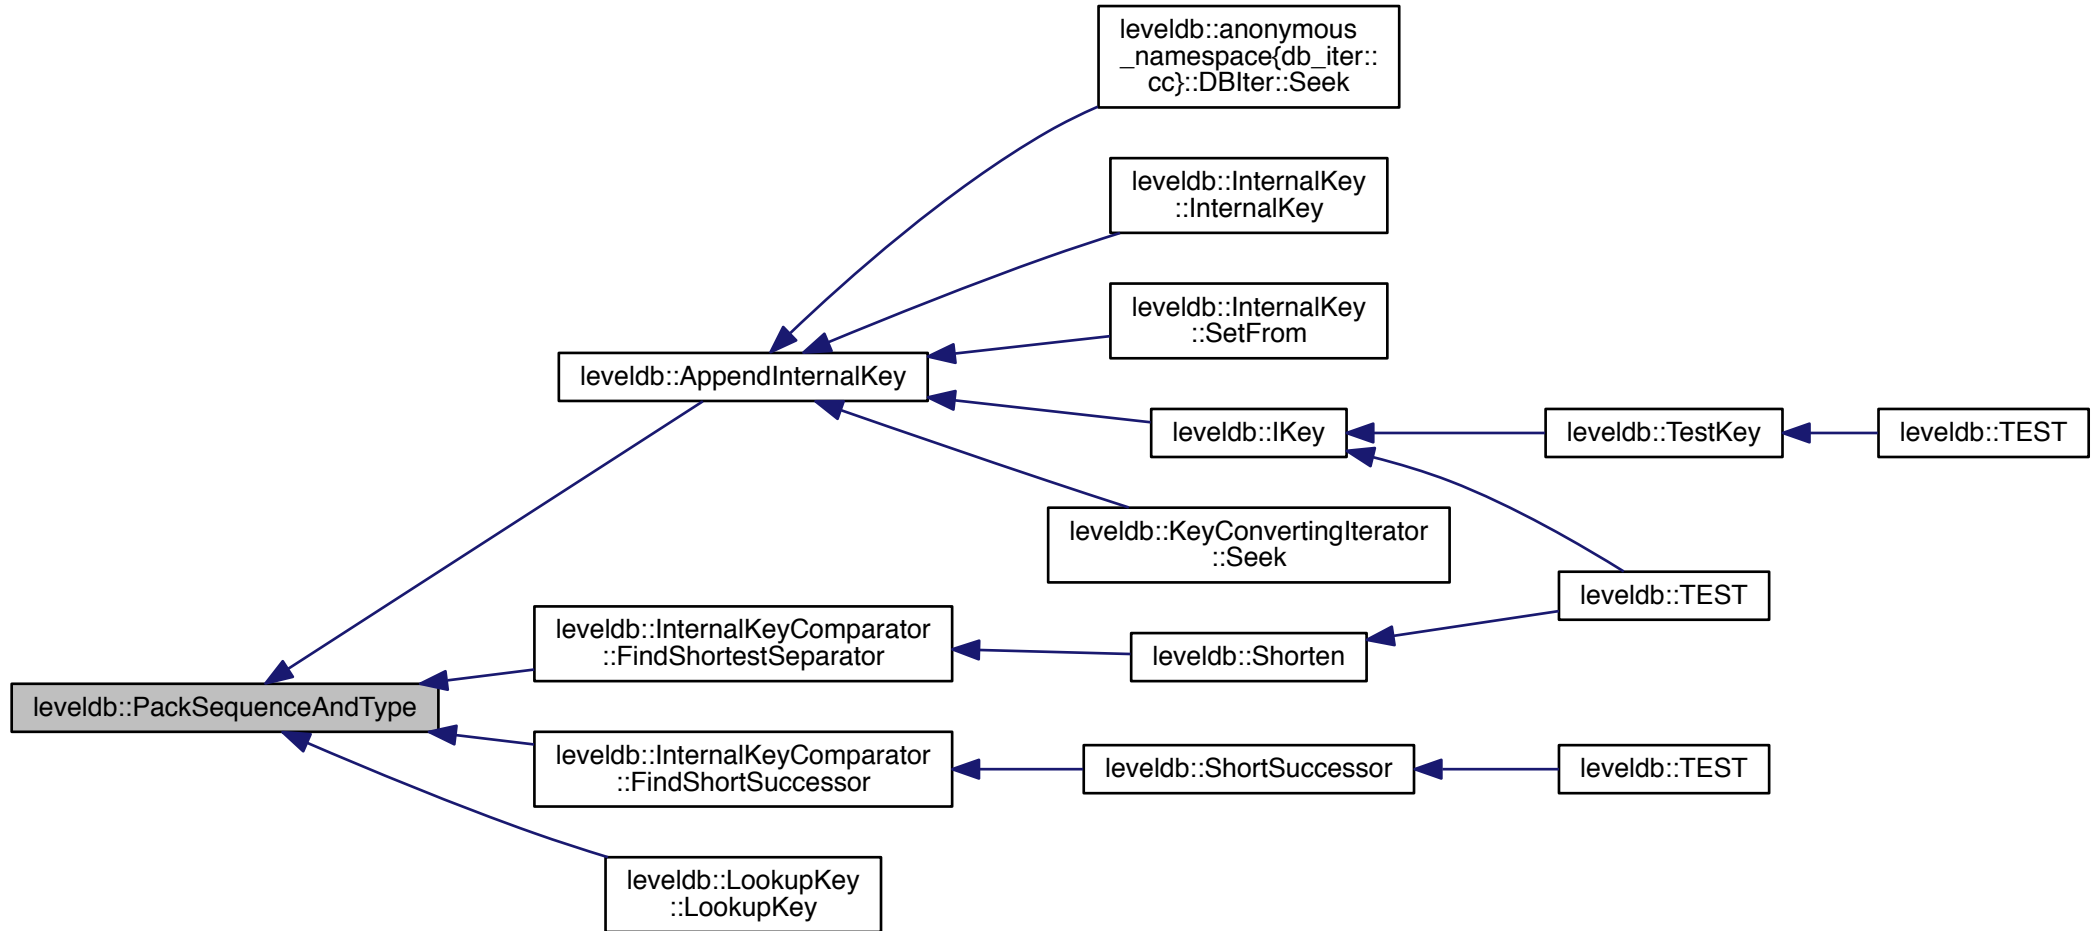 leveldb::anonymous
_namespace{db_iter::
cc}::DBIter::Seek
leveldb::InternalKey
::InternalKey
leveldb::InternalKey
::SetFrom
leveldb::AppendInternalKey
leveldb::IKey
leveldb::TestKey
leveldb::TEST
leveldb::KeyConvertingIterator
::Seek
leveldb::TEST
leveldb::InternalKeyComparator
::FindShortestSeparator
leveldb::Shorten
leveldb::PackSequenceAndType
leveldb::InternalKeyComparator
::FindShortSuccessor
leveldb::ShortSuccessor
leveldb::TEST
leveldb::LookupKey
::LookupKey